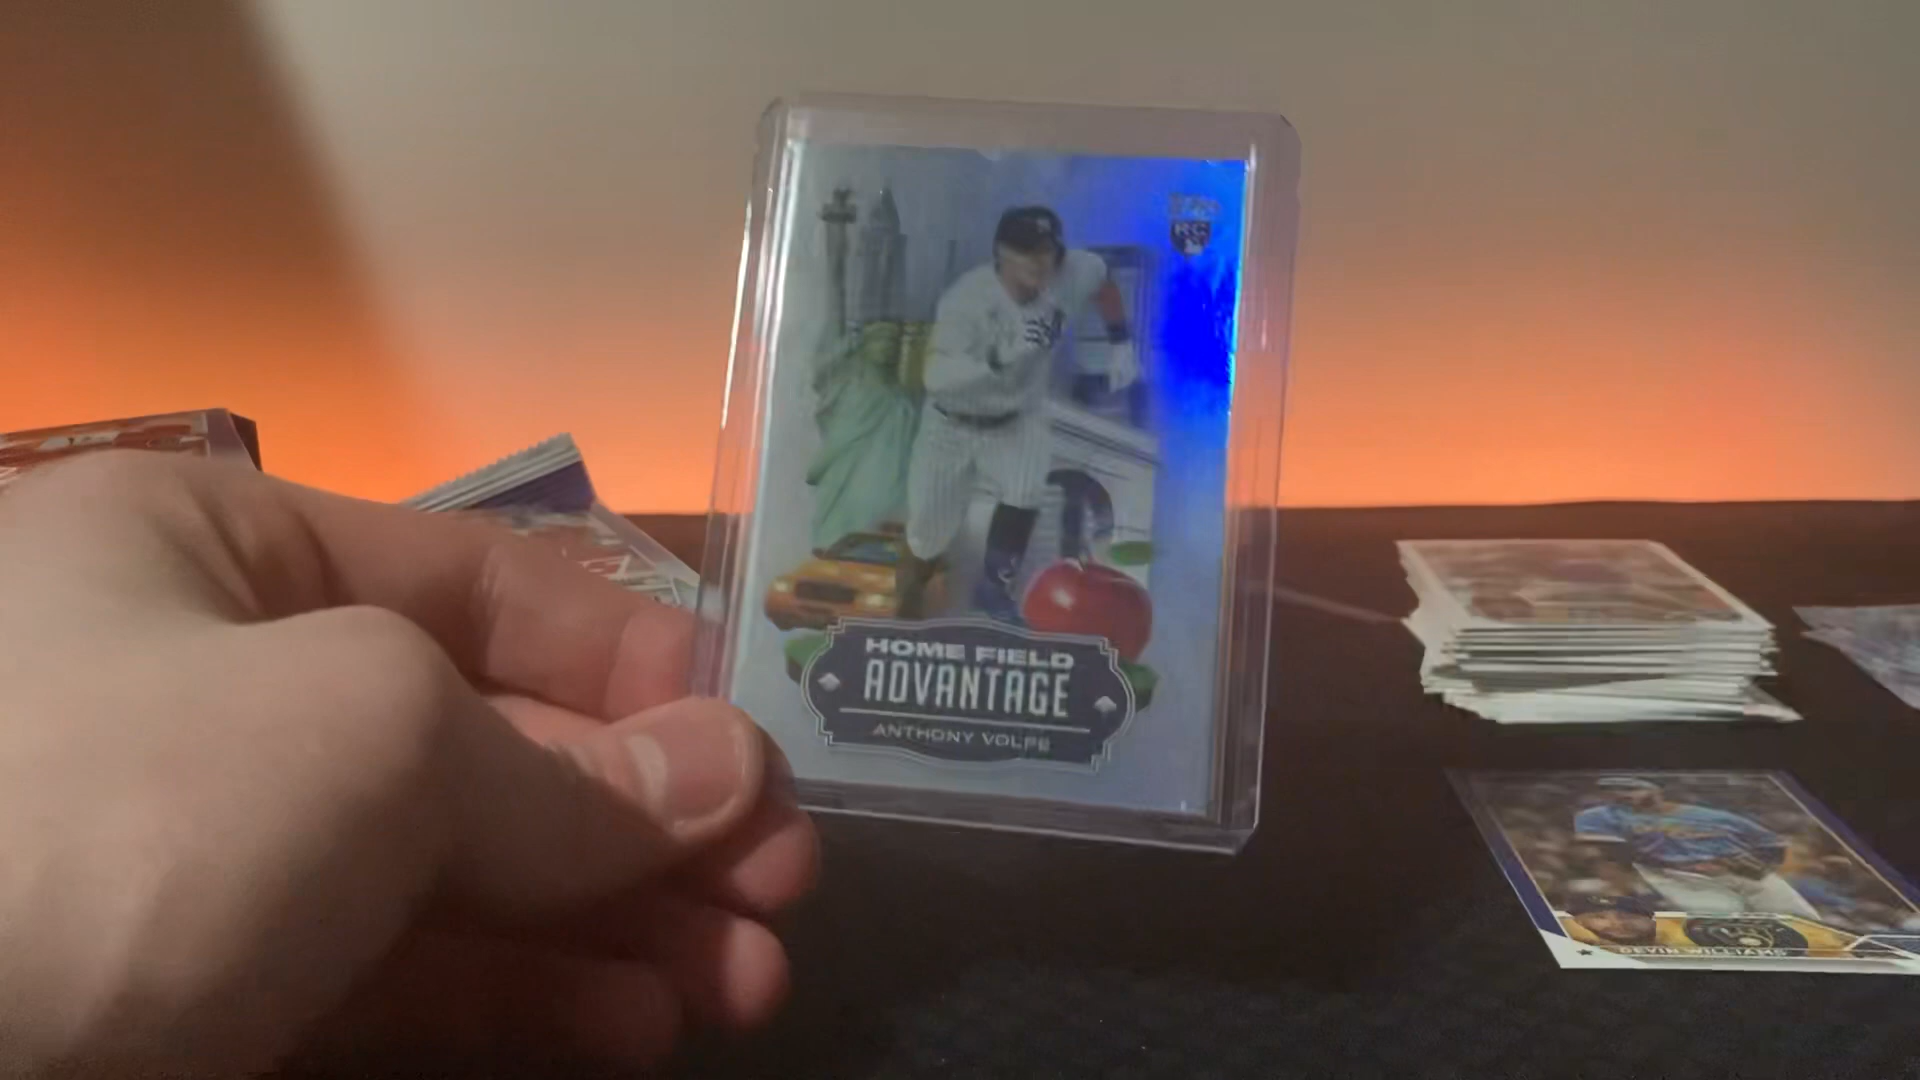 RC
HOME FIELD
ADVANTAGE
ANTHONY VOLPE
DEVIN WILLIAMS